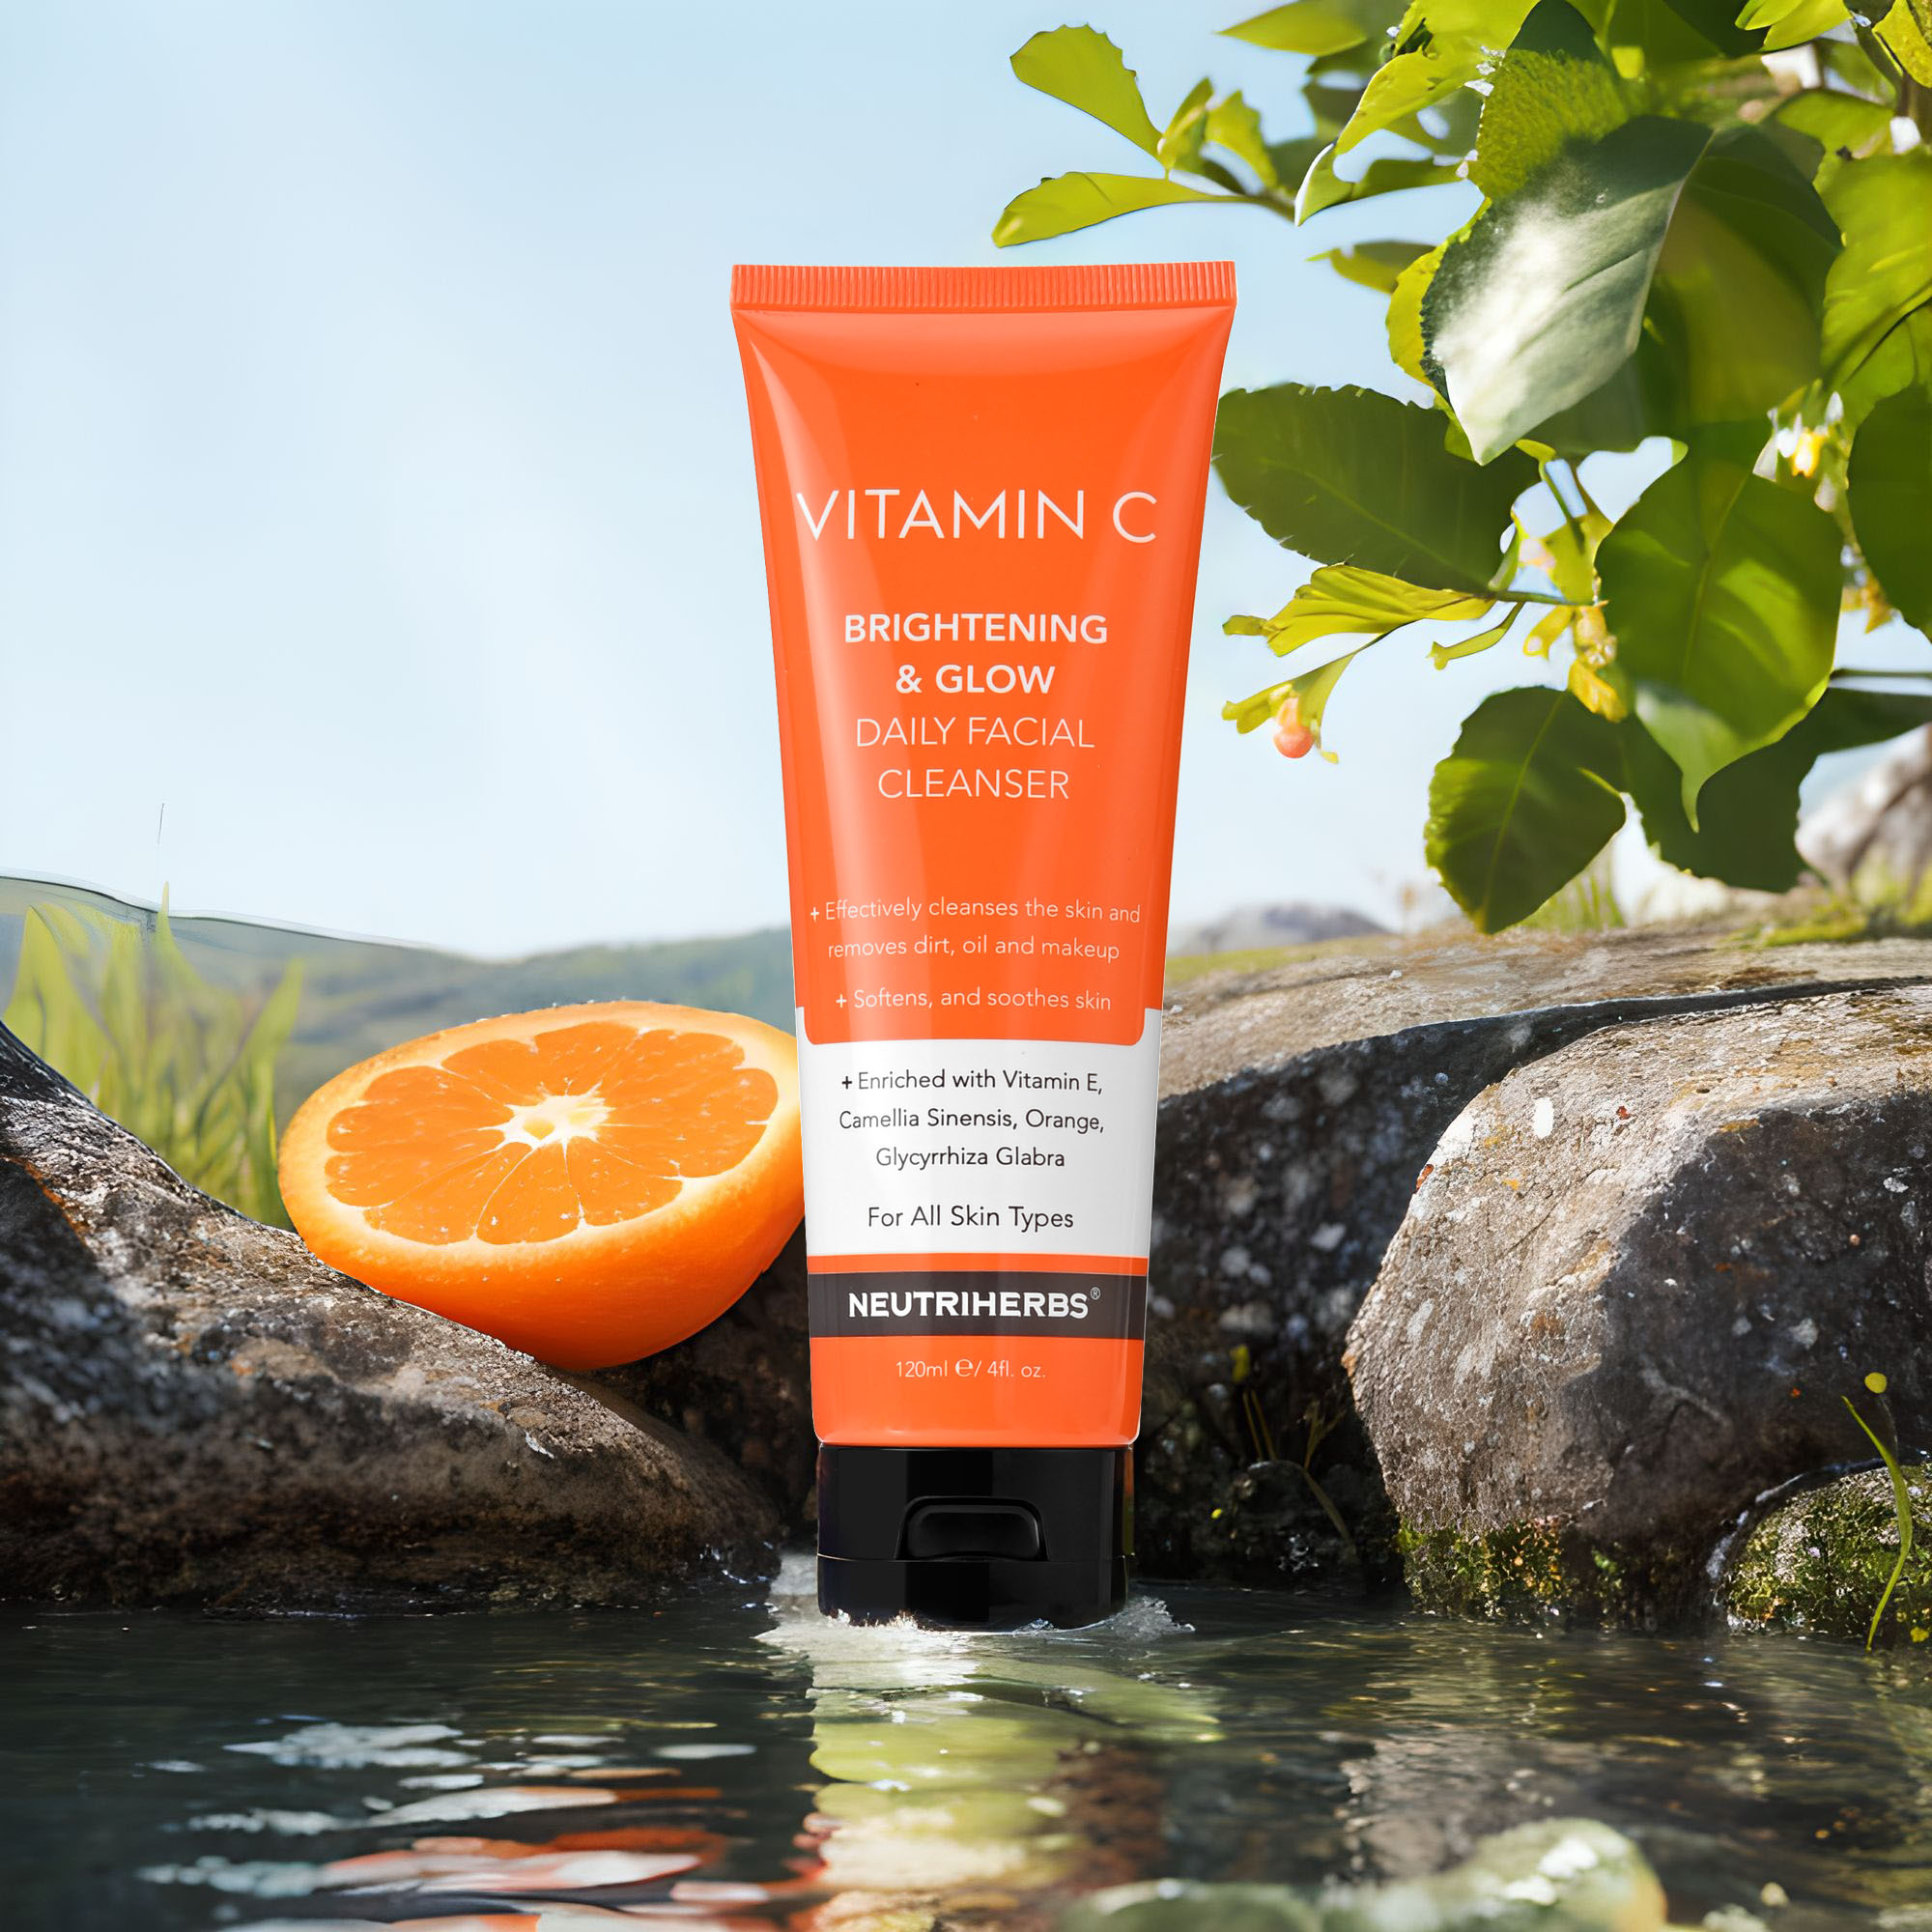 VITAMIN C
BRIGHTENING
& GLOW
DAILY FACIAL
CLEANSER
+ Effectively cleanses the skin and
removes dirt, oil and makeup
+ Softens, and soothes skin
+ Enriched with Vitamin E,
Camellia Sinensis, Orange,
Glycyrrhiza Glabra
For All Skin Types
NEUTRIHERBS®
120ml ℮/ 4fl. oz.